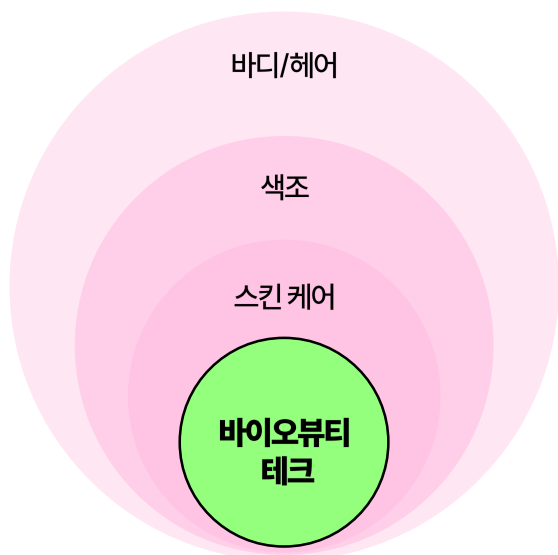 바디/헤어
색조
스킨 케어
바이오뷰티
테크